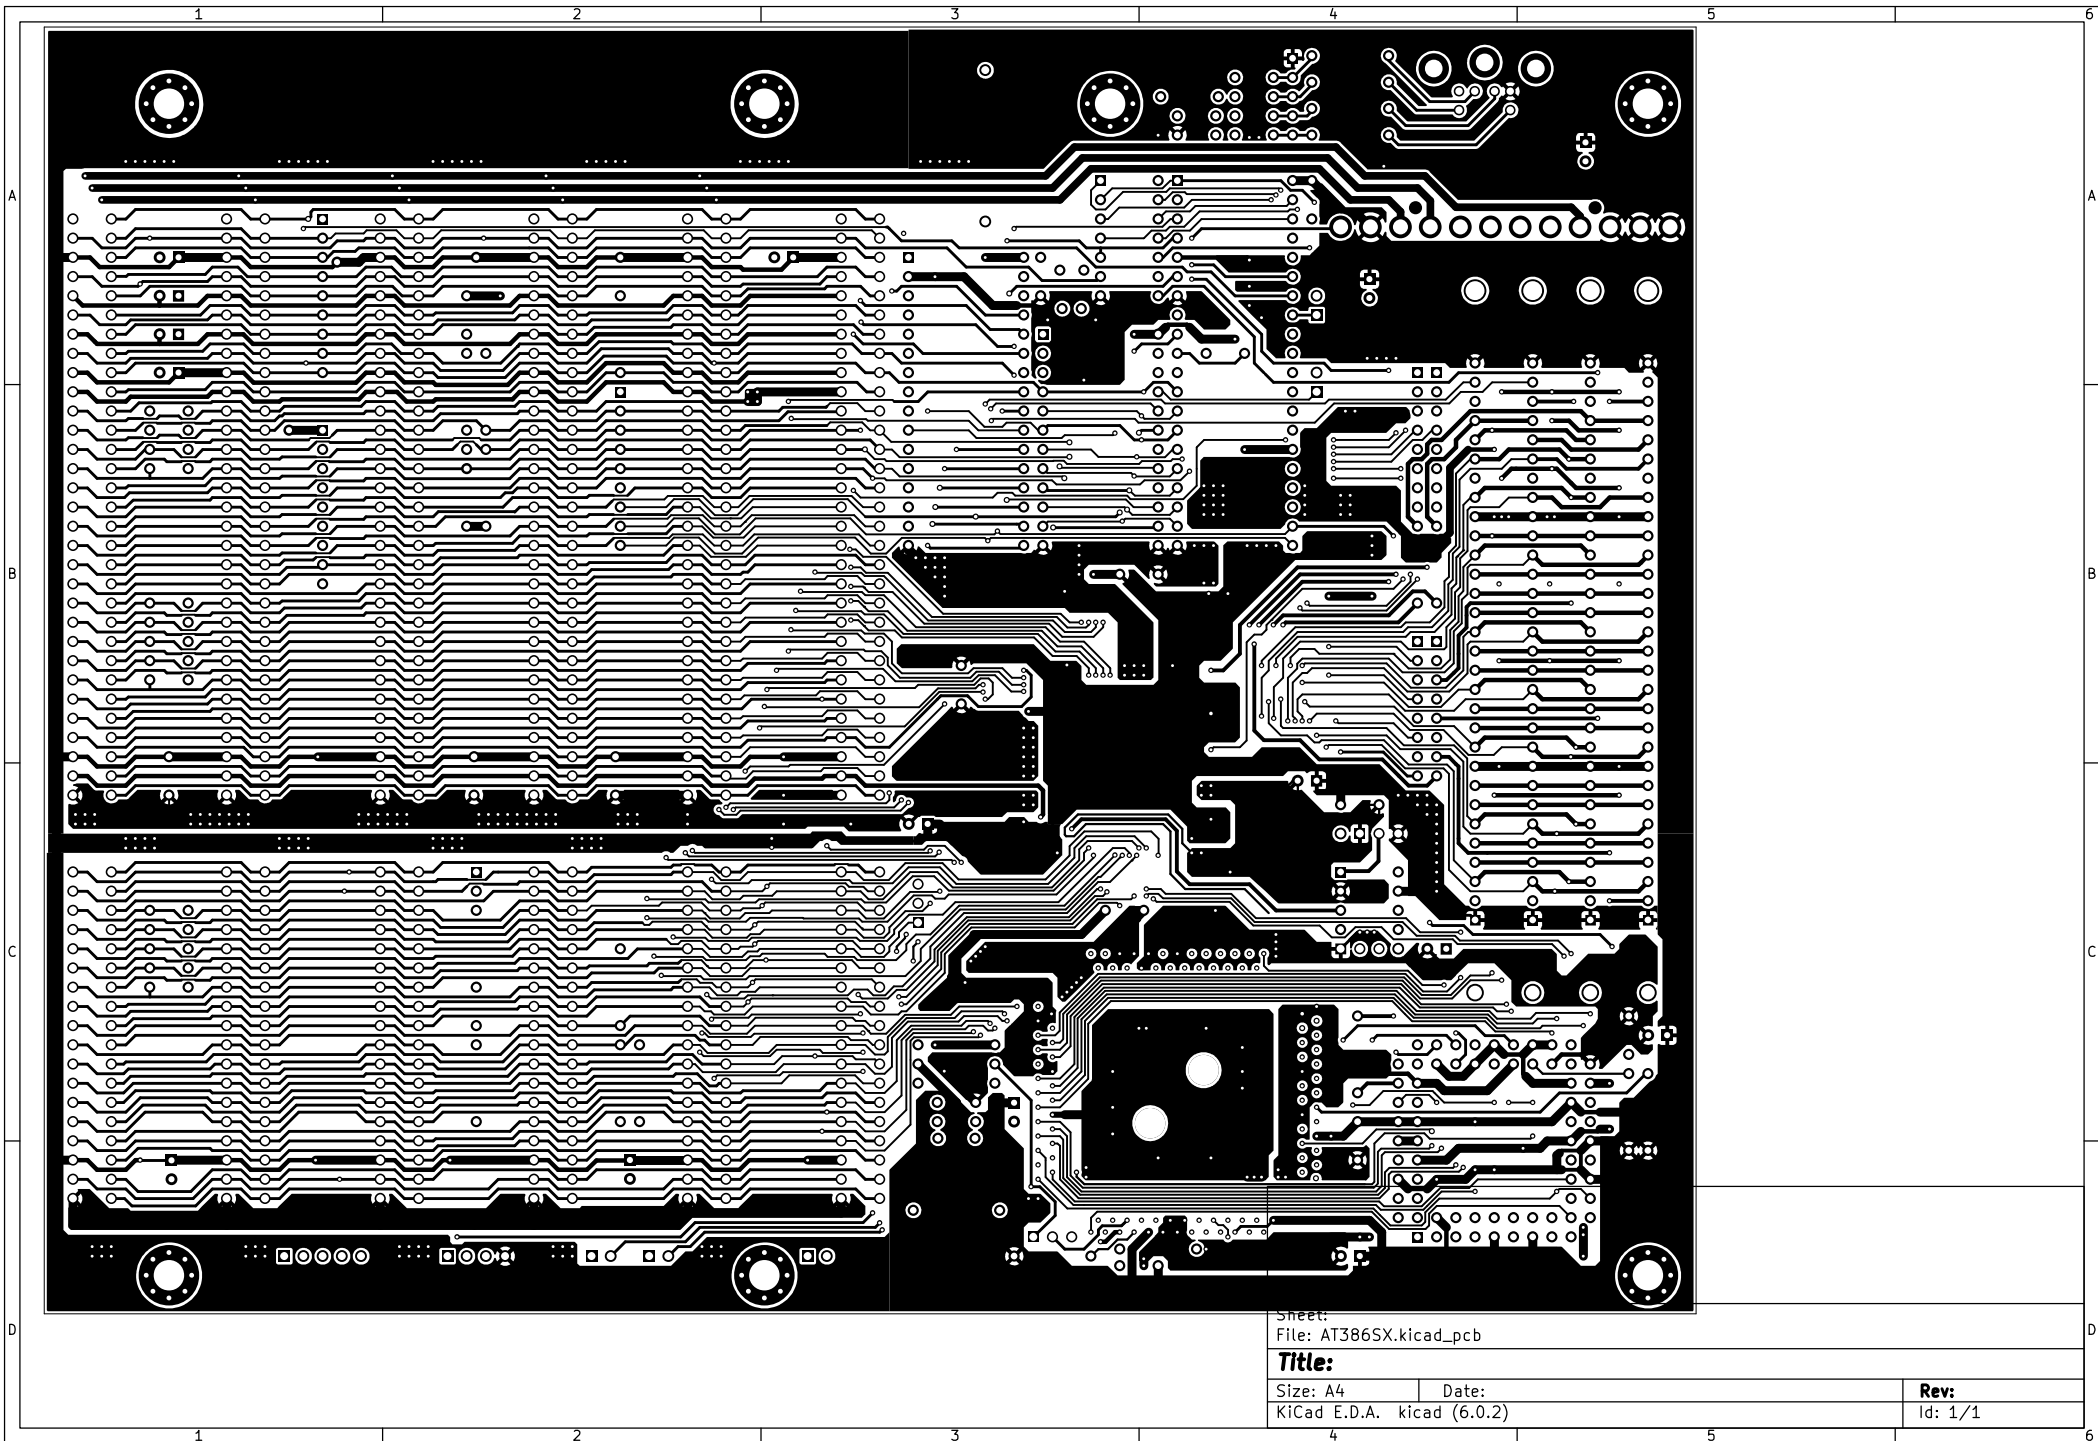 1 2 3 4 5 6
A A
B B
C C
D D
Sheet:
File: AT386SX.kicad_pcb
Title:
Size: A4 Date: Rev:
KiCad E.D.A. kicad (6.0.2) Id: 1/1
1 2 3 4 5 6